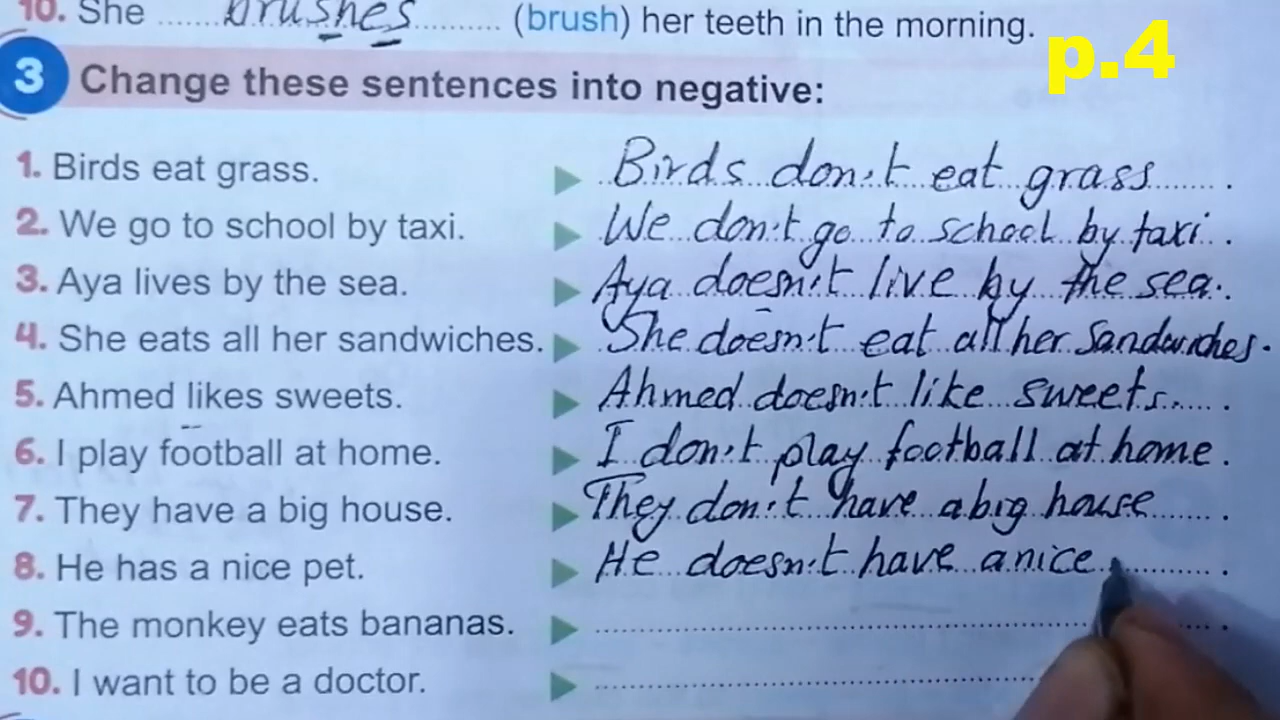 10. She ...... brushes ............ (brush) her teeth in the morning.
p.4
3 Change these sentences into negative:
1. Birds eat grass. Birds don't eat grass
2. We go to school by taxi. We don't go to school by taxi.
3. Aya lives by the sea. Aya doesn't live by the sea.
4. She eats all her sandwiches. She doesn't eat all her Sandwiches.
5. Ahmed likes sweets. Ahmed doesn't like sweets.
6. I play football at home. I don't play football at home.
7. They have a big house. They don't have a big house
8. He has a nice pet. He doesn't have a nice
9. The monkey eats bananas.
10. I want to be a doctor.